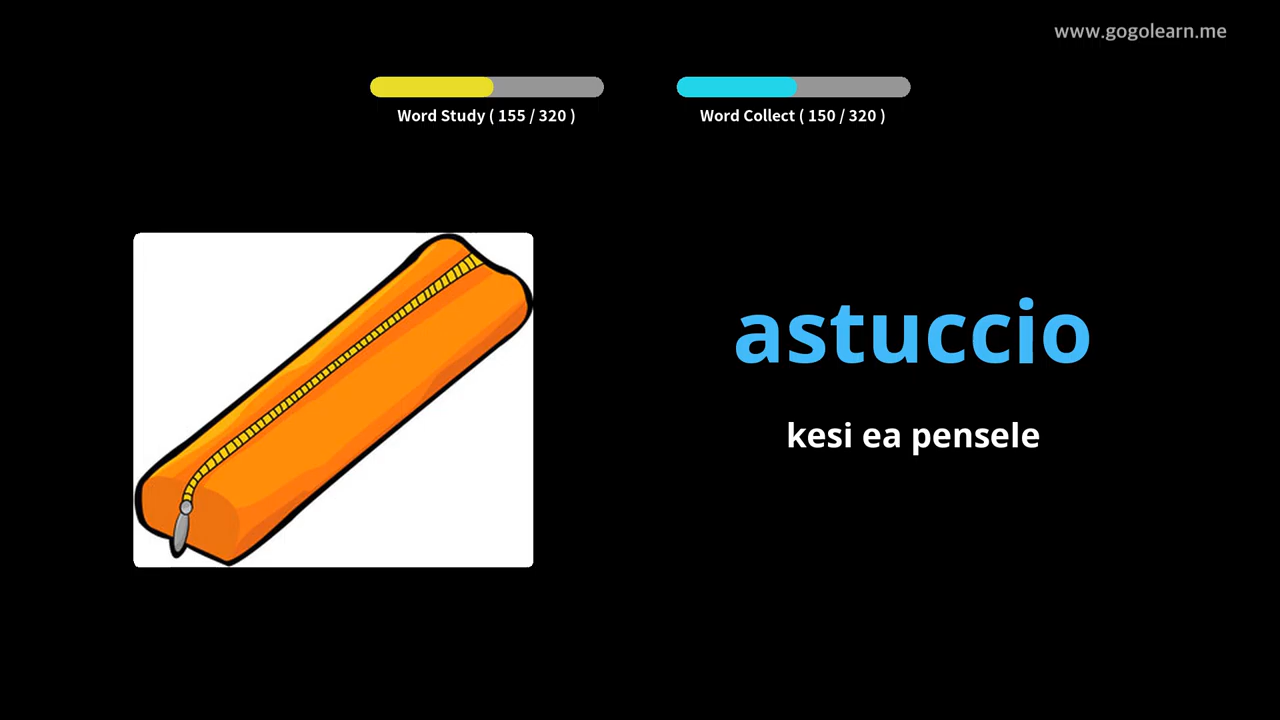 www.gogolearn.me
Word Study ( 155 / 320 )
Word Collect ( 150 / 320 )
astuccio
kesi ea pensele